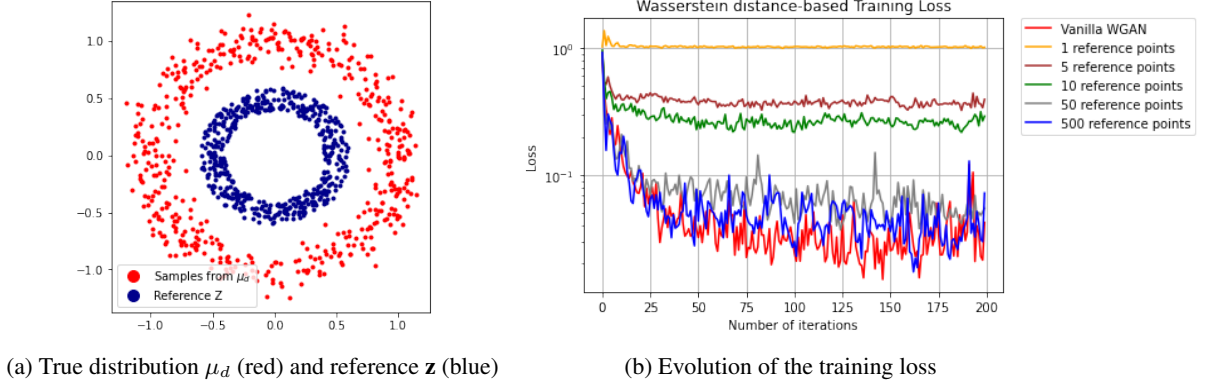 1.0
0.5
0.0
−0.5
−1.0
−1.0
−0.5
0.0
0.5
1.0
Samples from μd
Reference Z
(a) True distribution μd (red) and reference z (blue)
Wasserstein distance-based Training Loss
Loss
10⁰
10⁻¹
0
25
50
75
100
125
150
175
200
Number of iterations
Vanilla WGAN
1 reference points
5 reference points
10 reference points
50 reference points
500 reference points
(b) Evolution of the training loss